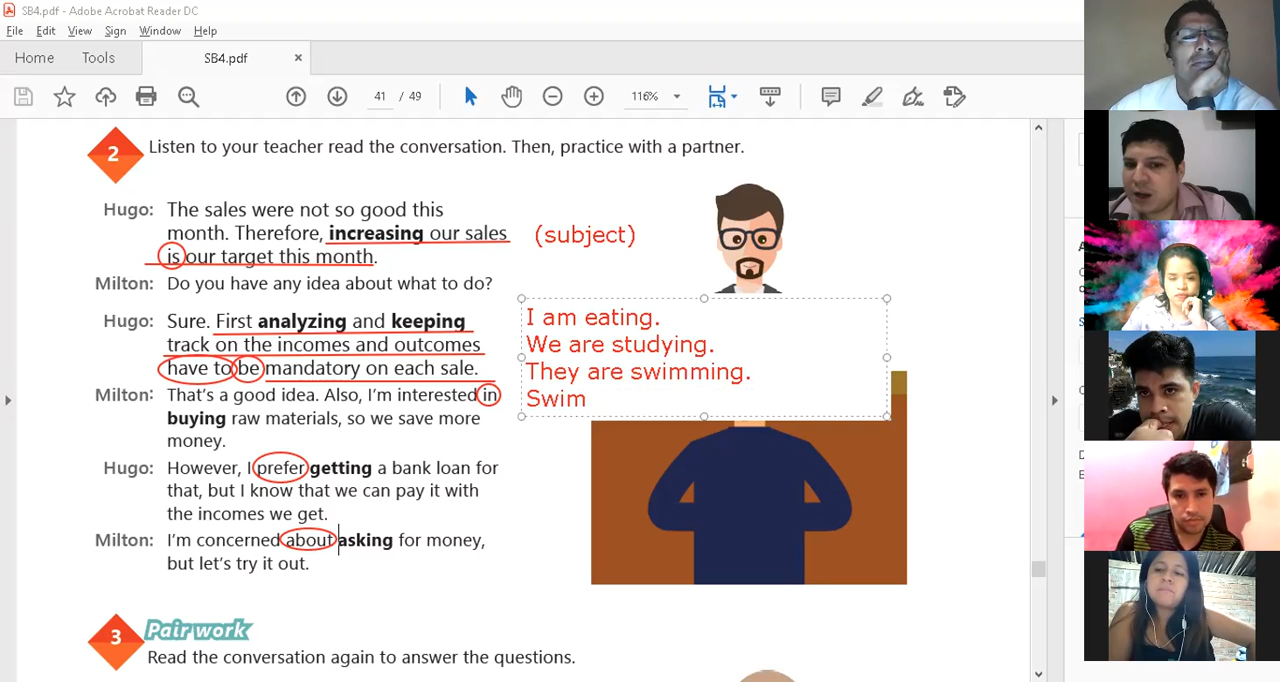 SB4.pdf - Adobe Acrobat Reader DC
File Edit View Sign Window Help
Home Tools SB4.pdf ×
41 / 49 116%
2 Listen to your teacher read the conversation. Then, practice with a partner.
Hugo: The sales were not so good this
month. Therefore, increasing our sales (subject)
is our target this month.
Milton: Do you have any idea about what to do?
Hugo: Sure. First analyzing and keeping
track on the incomes and outcomes
have to be mandatory on each sale.
Milton: That's a good idea. Also, I'm interested in
buying raw materials, so we save more
money.
Hugo: However, I prefer getting a bank loan for
that, but I know that we can pay it with
the incomes we get.
Milton: I'm concerned about asking for money,
but let's try it out.
I am eating.
We are studying.
They are swimming.
Swim
3 Pair work
Read the conversation again to answer the questions.